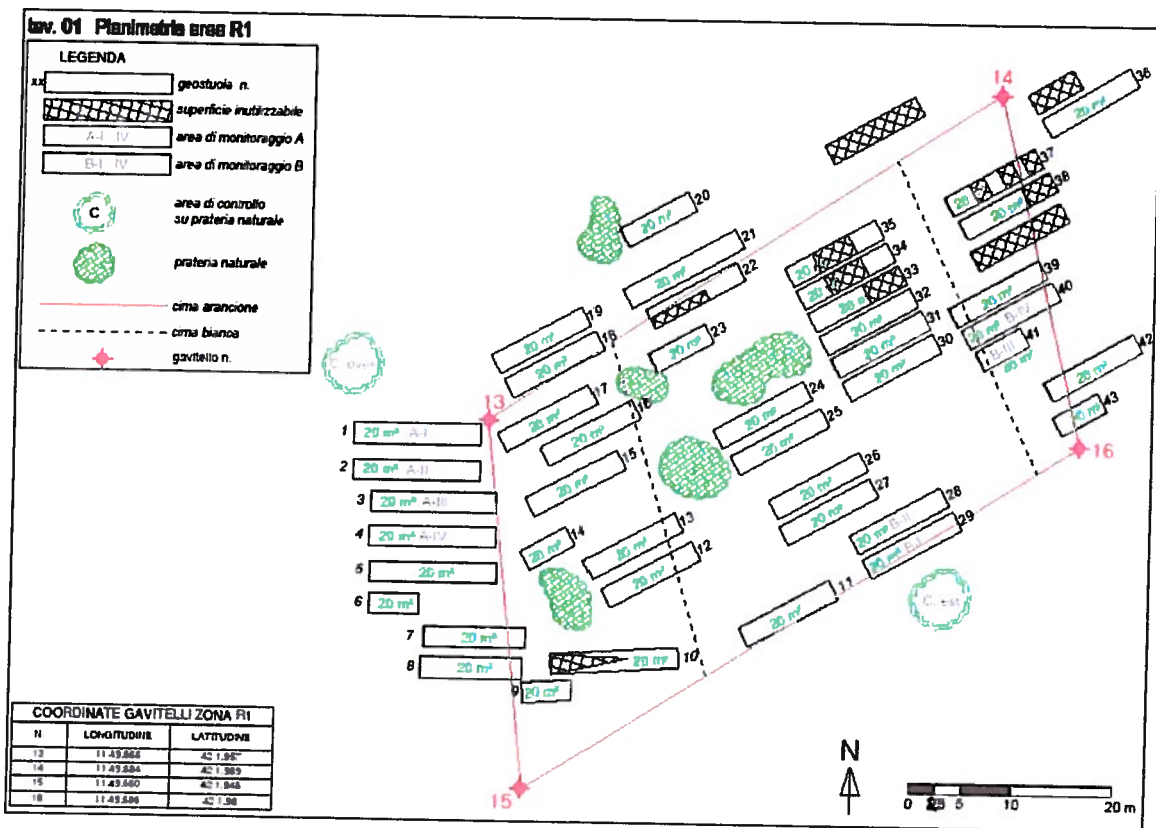 tav. 01 Planimetria area R1
LEGENDA
xx geostuoia n.
superficie inutilizzabile
A-I IV area di monitoraggio A
B-I IV area di monitoraggio B
C area di controllo
su prateria naturale
prateria naturale
cima arancione
cima bianca
gavitello n.
14
36
20 m²
37
20
38
20 m²
20
20 m²
21
20 m²
22
35
20
34
20
33
20
32
20 m²
31
20 m²
30
20 m²
39
20 m²
40
20 m² B-IV
41
B-III
20 m²
42
20 m²
43
20 m²
19
20 m²
18
20 m²
23
20 m²
C ovest
13
17
20 m²
16
20 m²
24
20 m²
25
20 m²
1 20 m² A-I
2 20 m² A-II
3 20 m² A-III
4 20 m² A-IV
5 20 m²
6 20 m²
7 20 m²
8 20 m²
9 20 m²
15
20 m²
14
20 m²
13
20 m²
12
20 m²
26
20 m²
27
20 m²
28
20 m² B-II
29
20 m² B-I
16
11
20 m²
C est
20 m² 10
15
COORDINATE GAVITELLI ZONA R1
N LONGITUDINE LATITUDINE
13
14
15
16
N
0 5 10 20 m